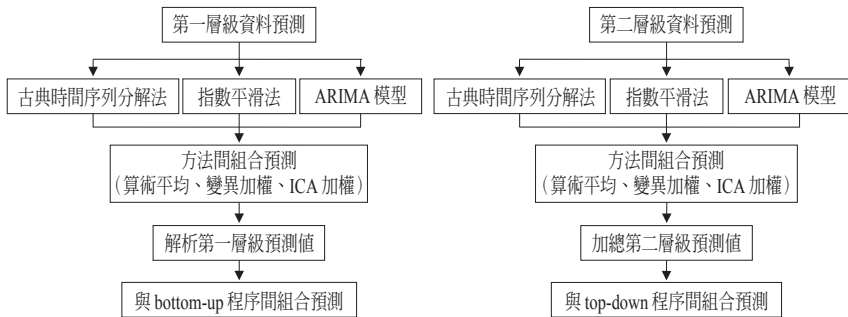 第一層級資料預測
古典時間序列分解法
指數平滑法
ARIMA 模型
方法間組合預測
(算術平均、變異加權、ICA 加權)
解析第一層級預測值
與 bottom-up 程序間組合預測
第二層級資料預測
古典時間序列分解法
指數平滑法
ARIMA 模型
方法間組合預測
(算術平均、變異加權、ICA 加權)
加總第二層級預測值
與 top-down 程序間組合預測